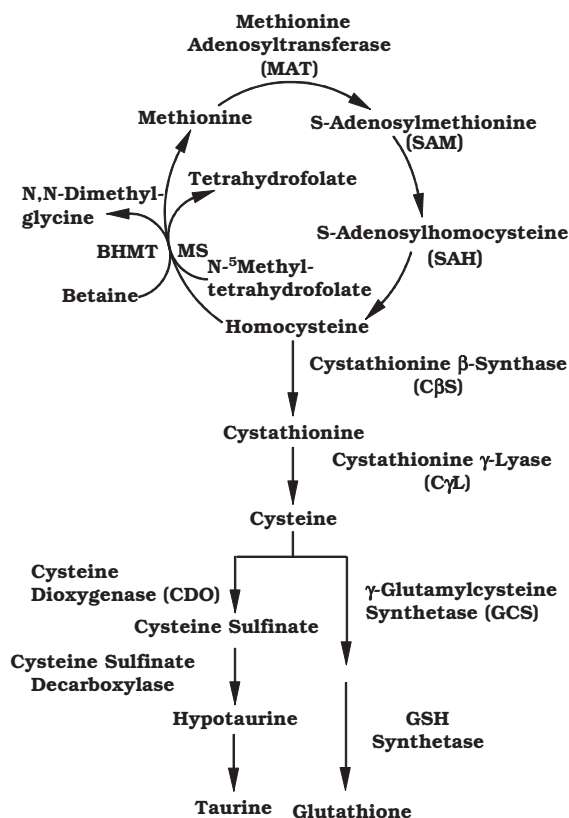 Methionine
Adenosyltransferase
(MAT)
Methionine
S-Adenosylmethionine
(SAM)
Tetrahydrofolate
N,N-Dimethyl-
glycine
S-Adenosylhomocysteine
(SAH)
BHMT
MS
N-⁵Methyl-
tetrahydrofolate
Betaine
Homocysteine
Cystathionine β-Synthase
(CβS)
Cystathionine
Cystathionine γ-Lyase
(CγL)
Cysteine
Cysteine
Dioxygenase (CDO)
γ-Glutamylcysteine
Synthetase (GCS)
Cysteine Sulfinate
Cysteine Sulfinate
Decarboxylase
Hypotaurine
GSH
Synthetase
Taurine
Glutathione